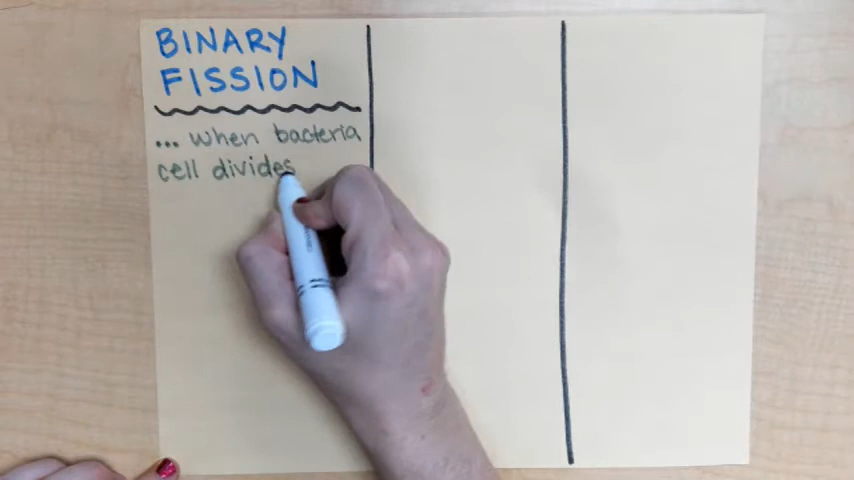 BINARY
FISSION
... when bacteria
cell divides